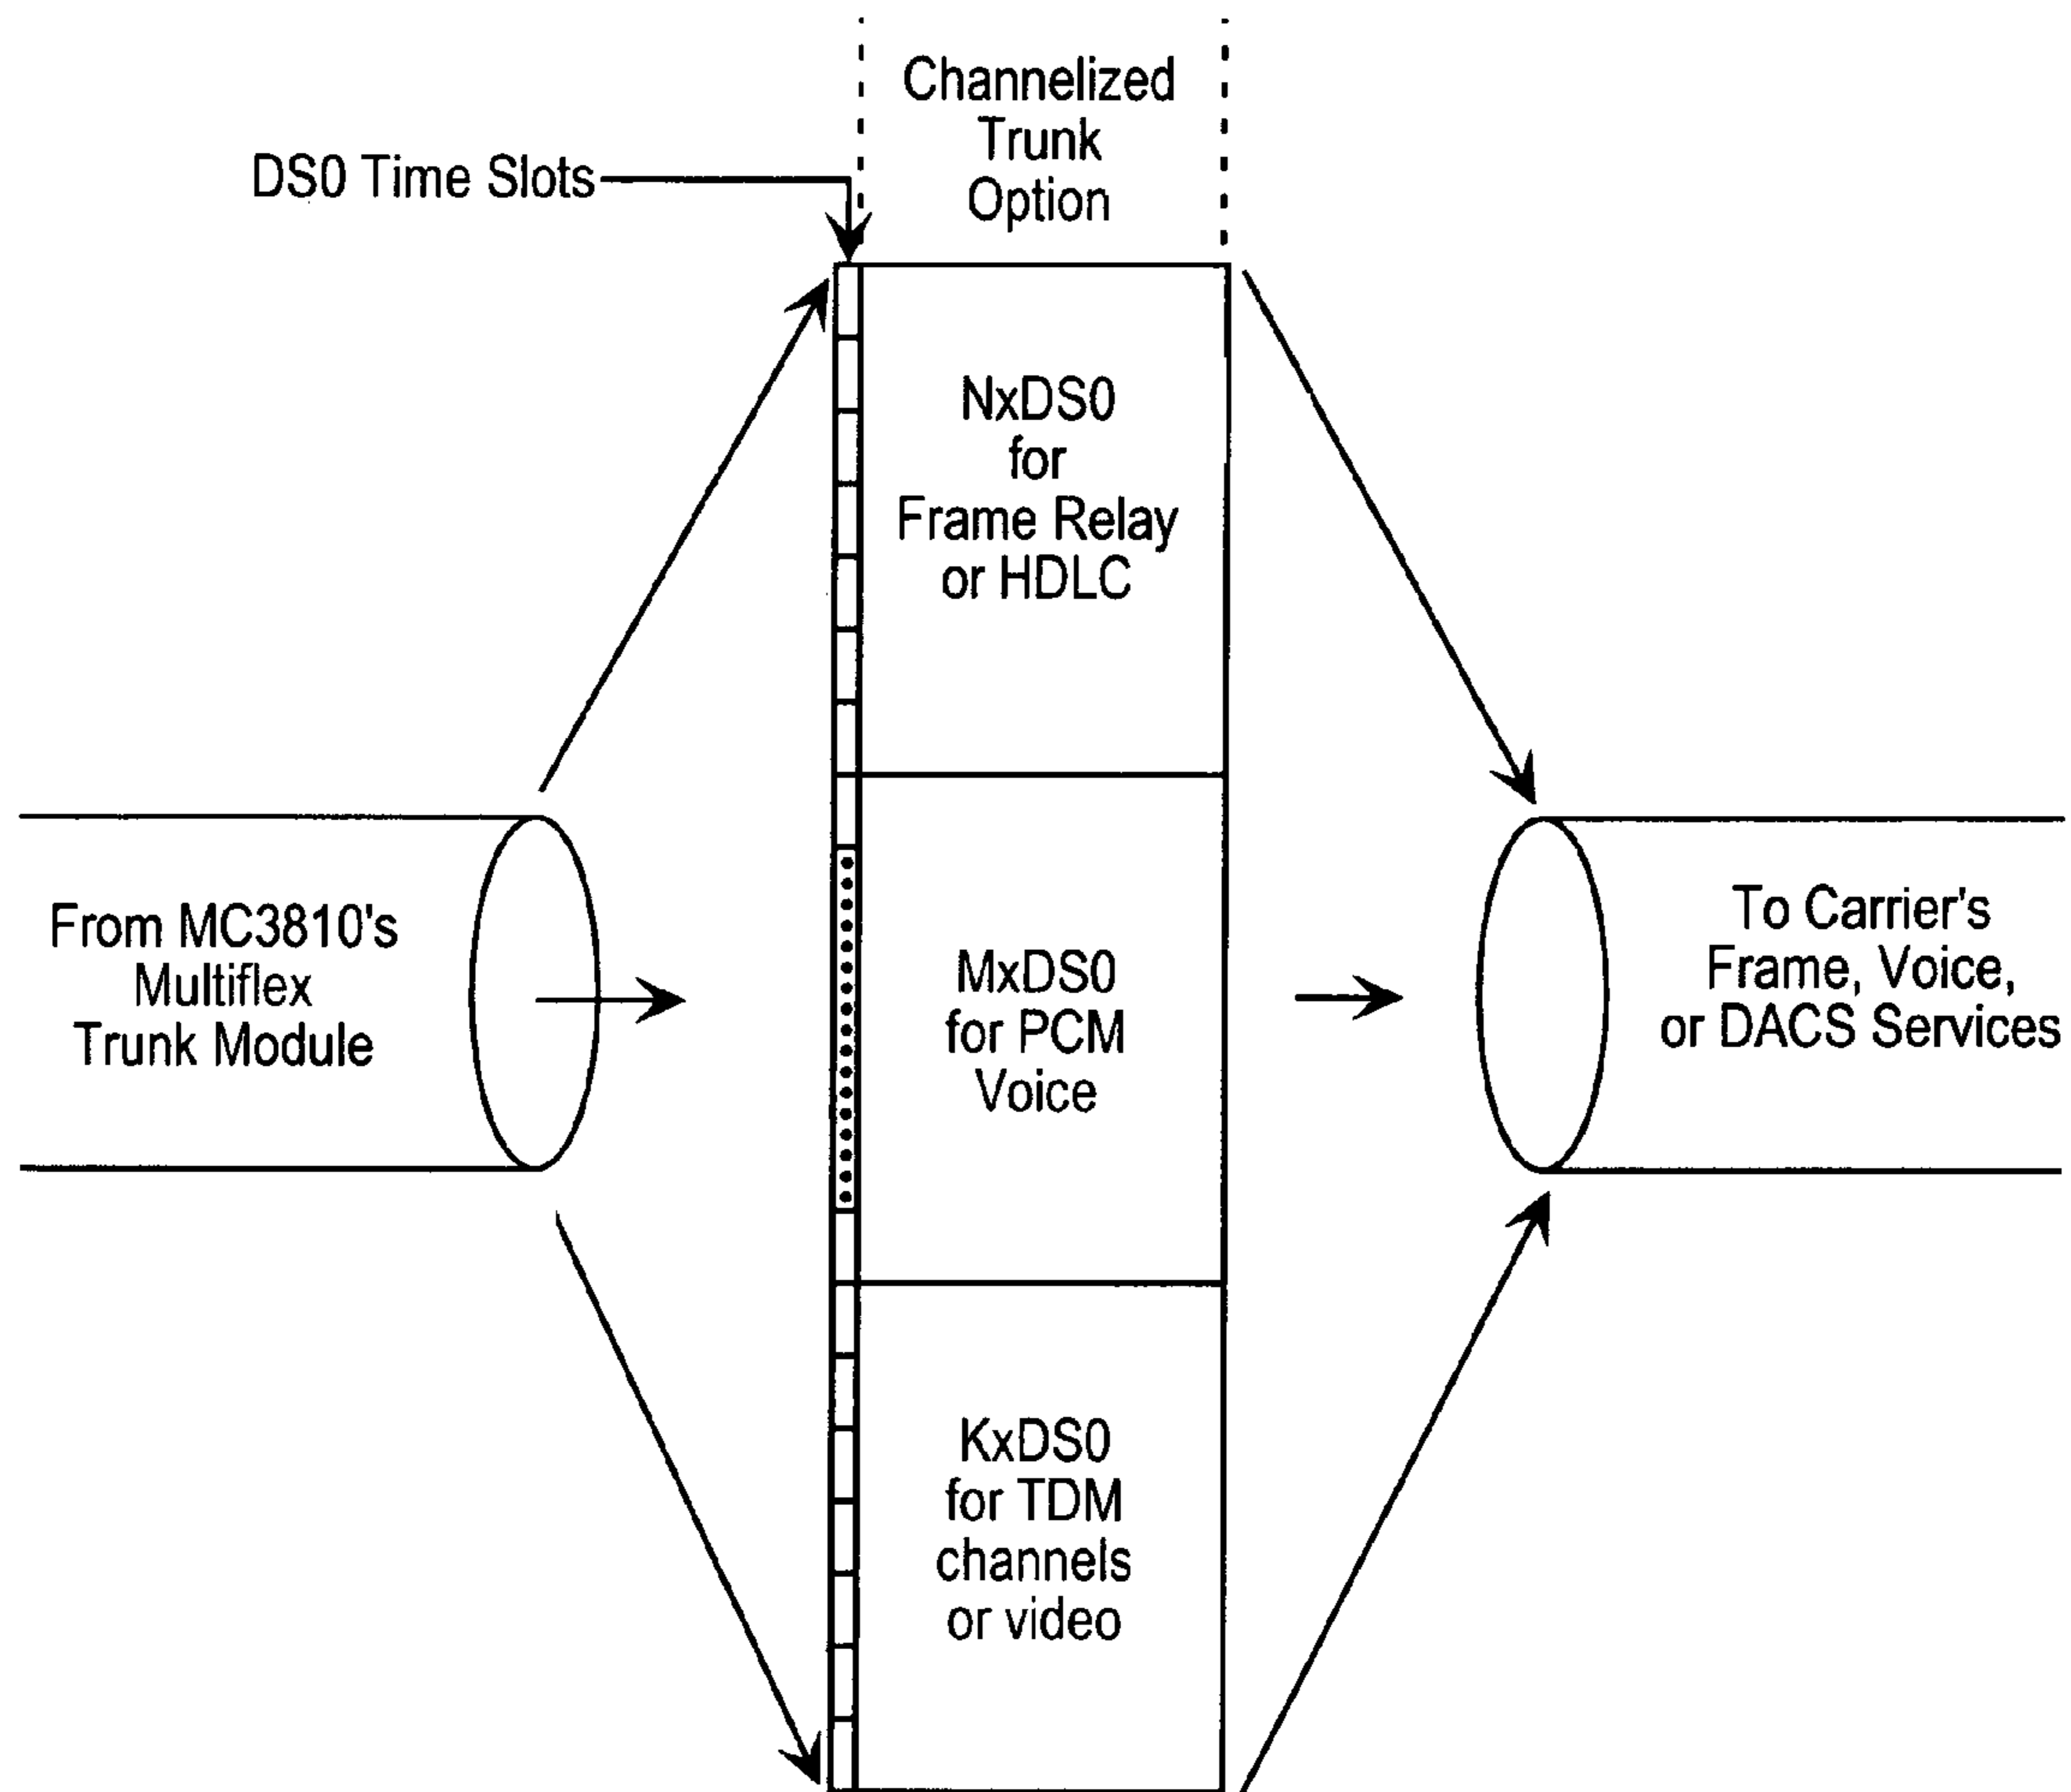 Channelized
Trunk
Option
DS0 Time Slots
NxDS0
for
Frame Relay
or HDLC
From MC3810's
Multiflex
Trunk Module
MxDS0
for PCM
Voice
To Carrier's
Frame, Voice,
or DACS Services
KxDS0
for TDM
channels
or video